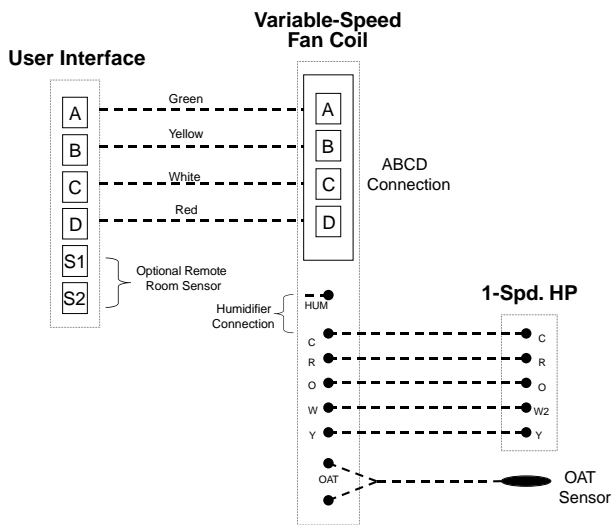 Variable-Speed
Fan Coil
User Interface
A
Green
A
B
Yellow
B
C
White
C
D
Red
D
ABCD
Connection
S1
S2
Optional Remote
Room Sensor
HUM
Humidifier
Connection
1-Spd. HP
C
C
R
R
O
O
W
W2
Y
Y
OAT
OAT
Sensor